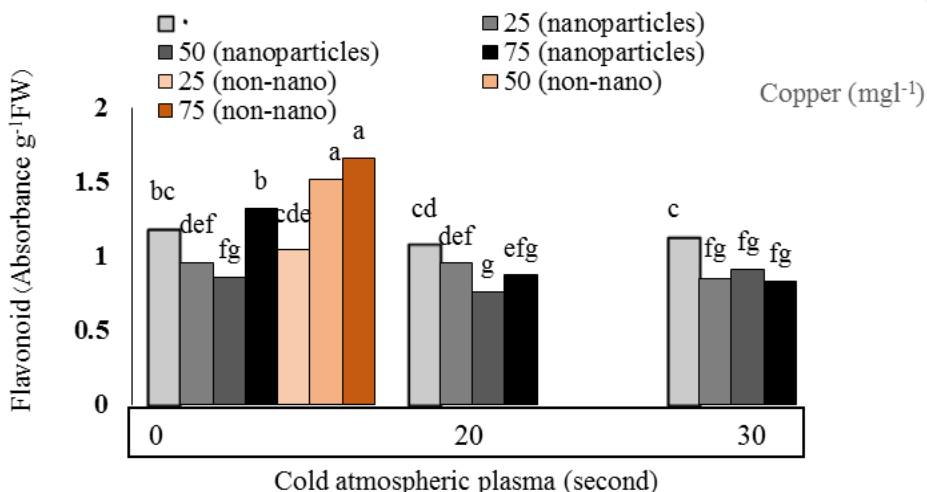 · 25 (nanoparticles)
50 (nanoparticles) 75 (nanoparticles)
25 (non-nano) 50 (non-nano)
75 (non-nano)
Copper (mgl⁻¹)
Flavonoid (Absorbance g⁻¹FW)
2
1.5
1
0.5
0
bc def fg b cde a a
cd def g efg
c fg fg fg
0 20 30
Cold atmospheric plasma (second)